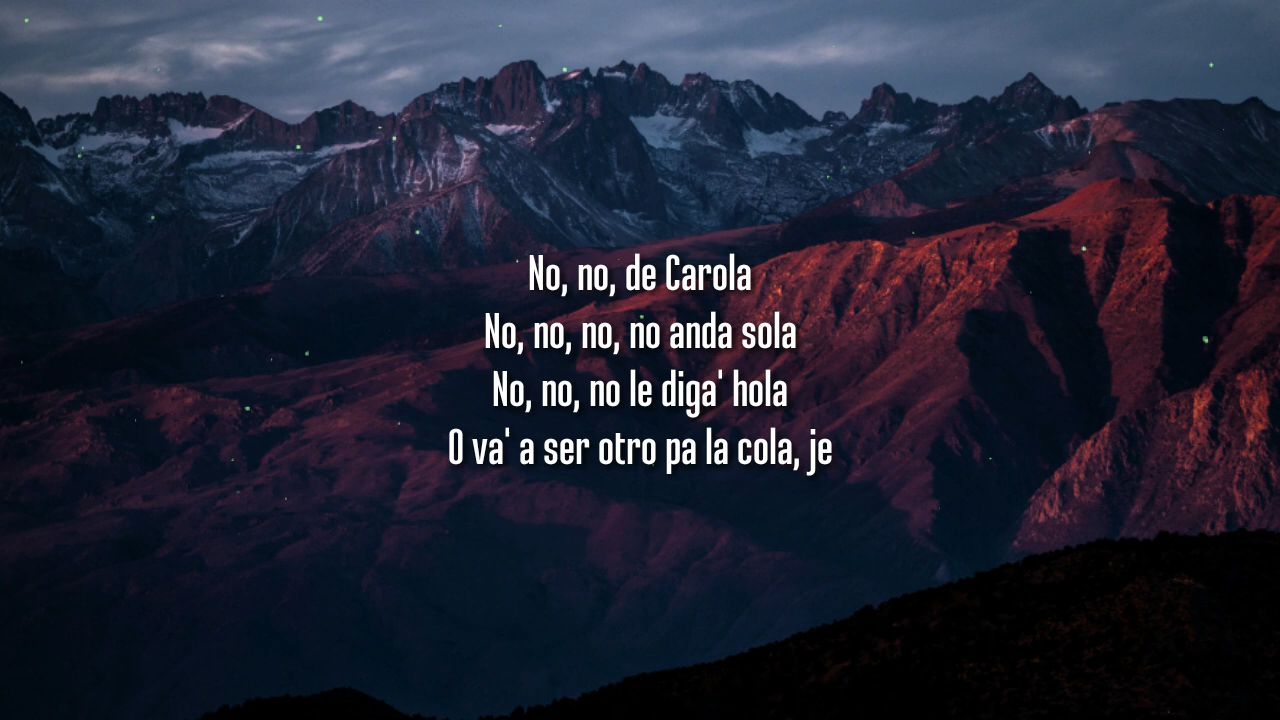 No, no, de Carola
No, no, no, no anda sola
No, no, no le diga' hola
O va' a ser otro pa la cola, je